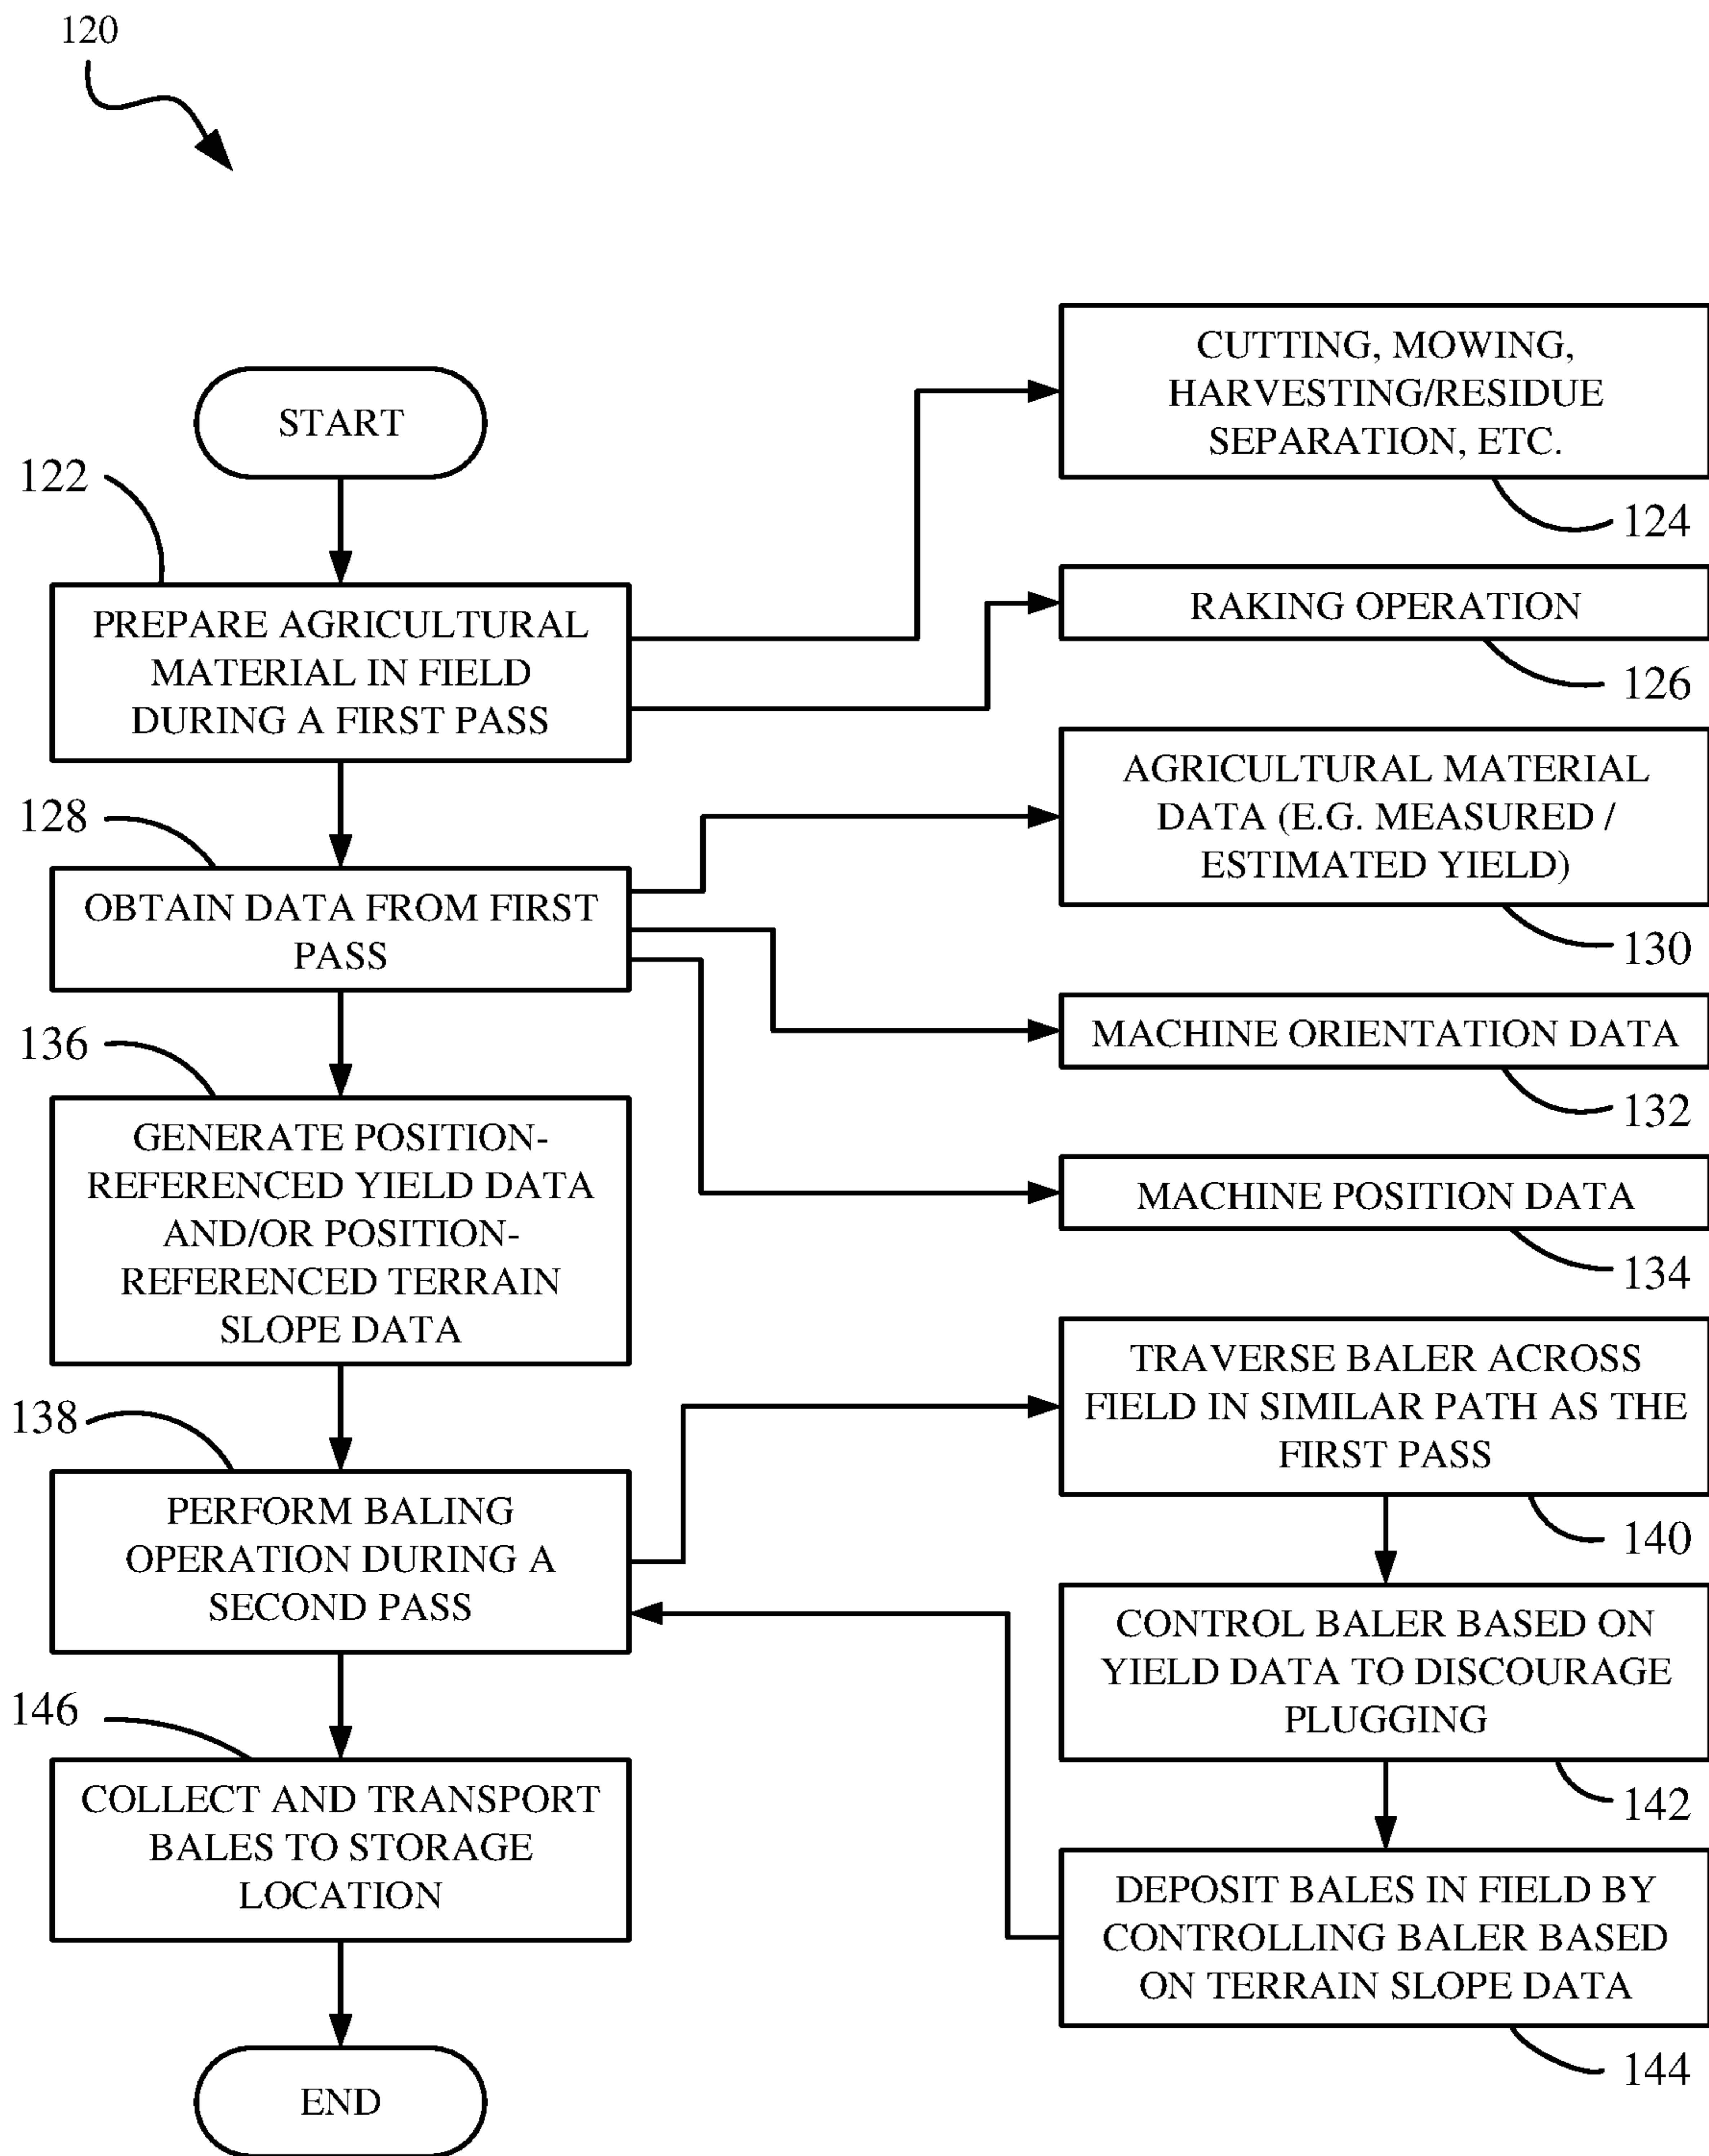 120
START
122
PREPARE AGRICULTURAL
MATERIAL IN FIELD
DURING A FIRST PASS
CUTTING, MOWING,
HARVESTING/RESIDUE
SEPARATION, ETC.
124
RAKING OPERATION
126
128
OBTAIN DATA FROM FIRST
PASS
AGRICULTURAL MATERIAL
DATA (E.G. MEASURED /
ESTIMATED YIELD)
130
MACHINE ORIENTATION DATA
132
MACHINE POSITION DATA
134
136
GENERATE POSITION-
REFERENCED YIELD DATA
AND/OR POSITION-
REFERENCED TERRAIN
SLOPE DATA
138
PERFORM BALING
OPERATION DURING A
SECOND PASS
TRAVERSE BALER ACROSS
FIELD IN SIMILAR PATH AS THE
FIRST PASS
140
CONTROL BALER BASED ON
YIELD DATA TO DISCOURAGE
PLUGGING
142
DEPOSIT BALES IN FIELD BY
CONTROLLING BALER BASED
ON TERRAIN SLOPE DATA
144
146
COLLECT AND TRANSPORT
BALES TO STORAGE
LOCATION
END